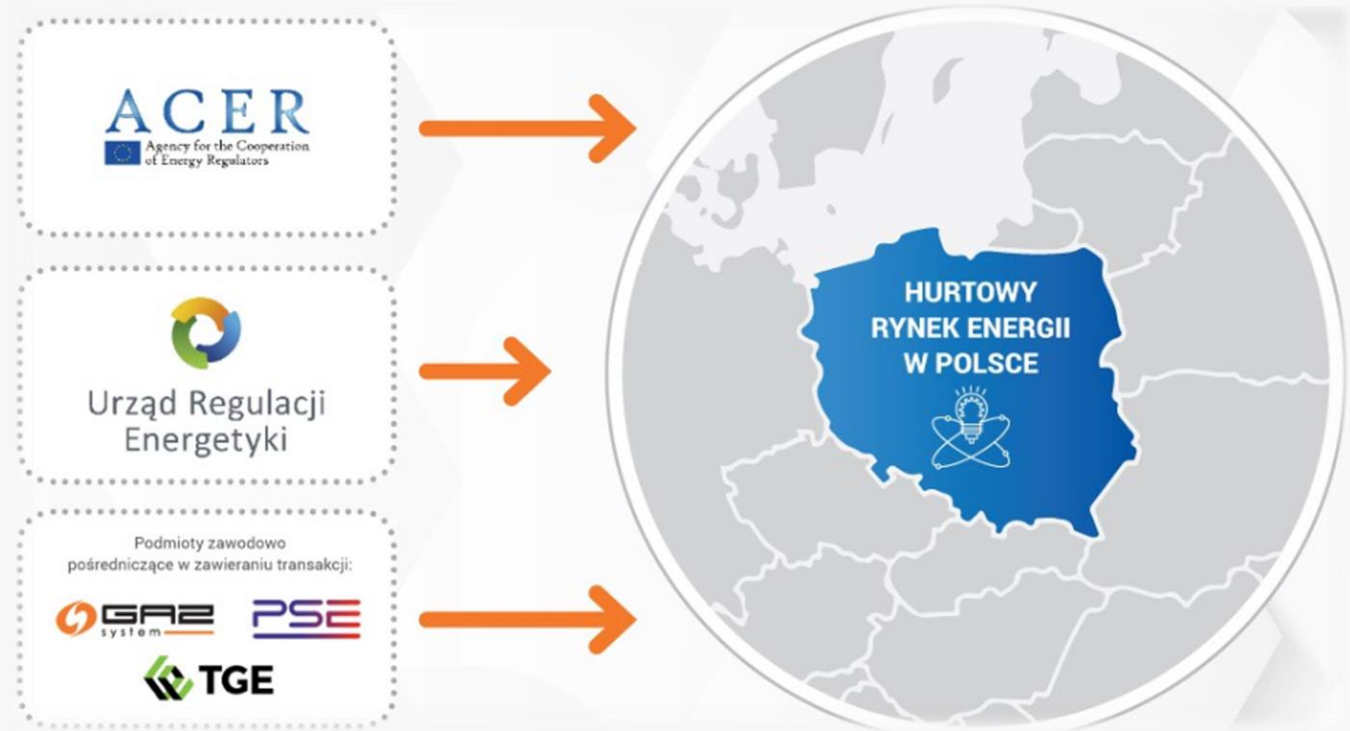 ACER
Agency for the Cooperation
of Energy Regulators
Urząd Regulacji
Energetyki
Podmioty zawodowo
pośredniczące w zawieraniu transakcji:
GAZ
system
PSE
TGE
HURTOWY
RYNEK ENERGII
W POLSCE